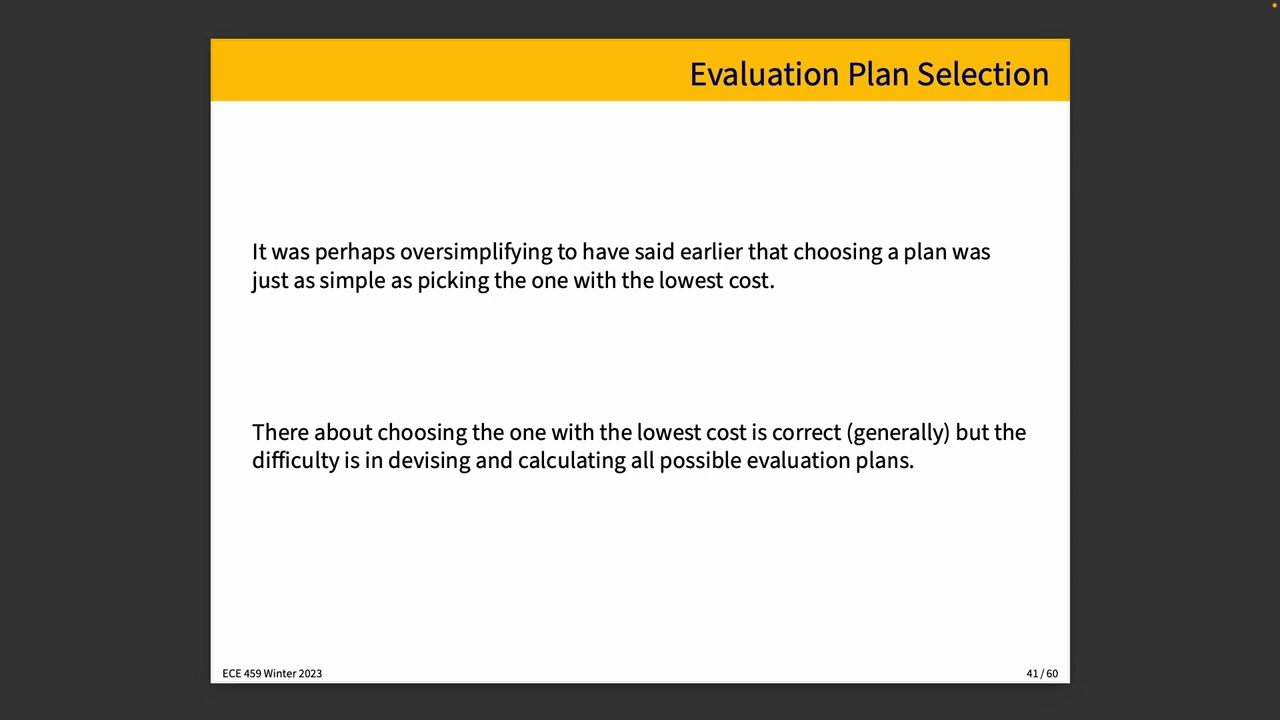 Evaluation Plan Selection
It was perhaps oversimplifying to have said earlier that choosing a plan was
just as simple as picking the one with the lowest cost.
There about choosing the one with the lowest cost is correct (generally) but the
difficulty is in devising and calculating all possible evaluation plans.
ECE 459 Winter 2023
41 / 60